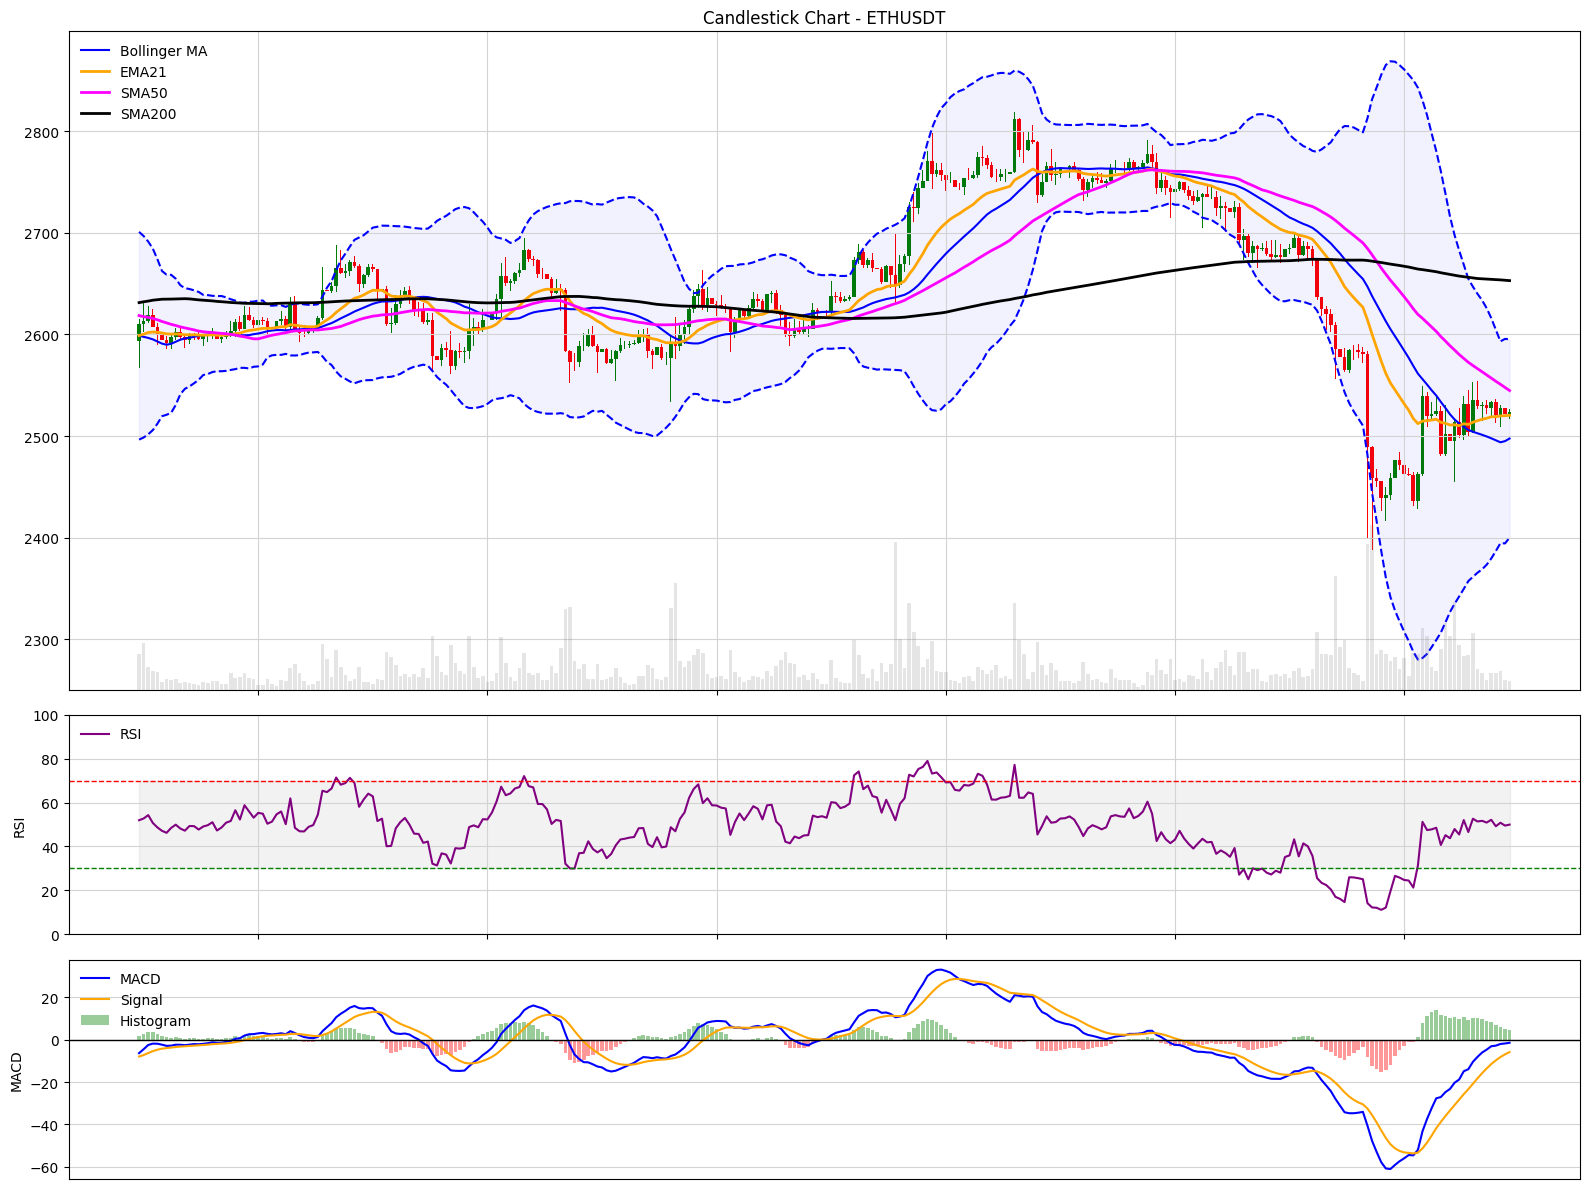 Candlestick Chart - ETHUSDT
Bollinger MA
EMA21
SMA50
SMA200
2800
2700
2600
2500
2400
2300
RSI
100
80
60
40
20
0
RSI
MACD
Signal
Histogram
20
0
−20
−40
−60
MACD